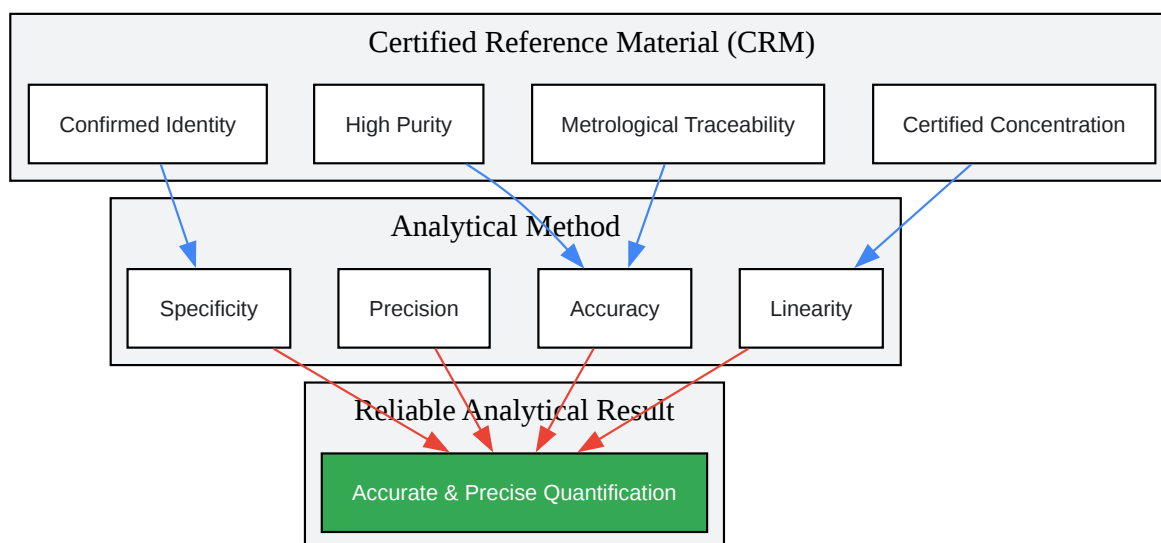 Certified Reference Material (CRM)
Confirmed Identity
High Purity
Metrological Traceability
Certified Concentration
Analytical Method
Specificity
Precision
Accuracy
Linearity
Reliable Analytical Result
Accurate & Precise Quantification